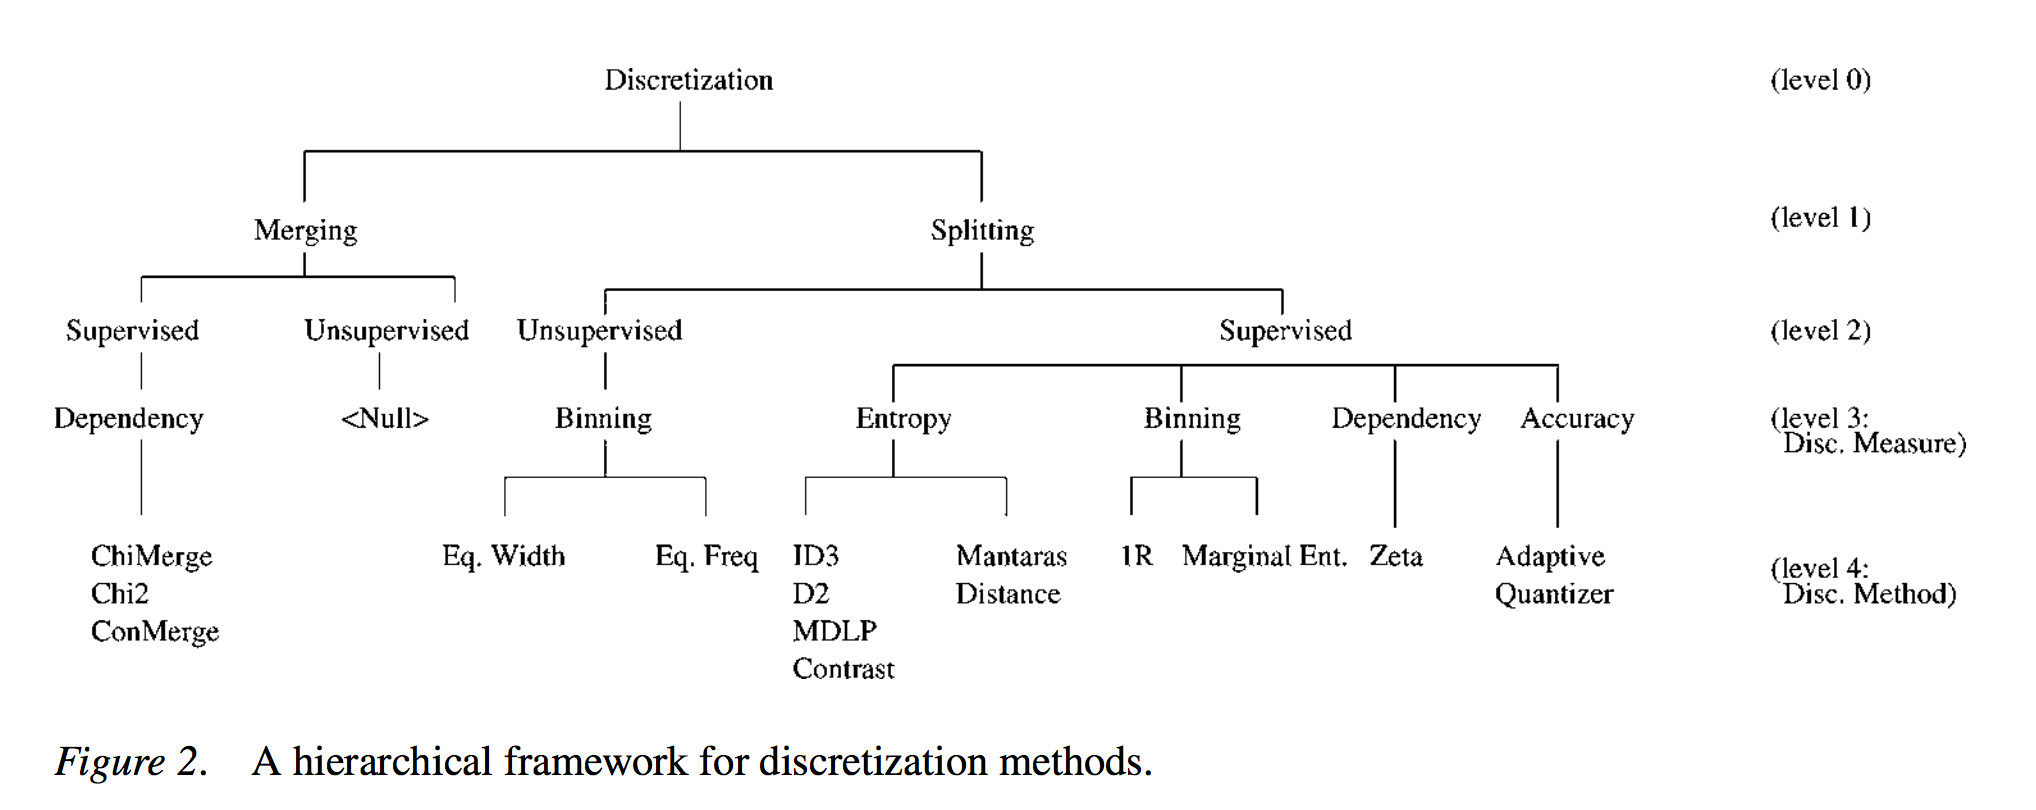 Discretization (level 0)
Merging Splitting (level 1)
Supervised Unsupervised Unsupervised Supervised (level 2)
Dependency <Null> Binning Entropy Binning Dependency Accuracy (level 3:
Disc. Measure)
ChiMerge Eq. Width Eq. Freq ID3 Mantaras 1R Marginal Ent. Zeta Adaptive (level 4:
Chi2 D2 Distance Quantizer Disc. Method)
ConMerge MDLP
Contrast
Figure 2. A hierarchical framework for discretization methods.